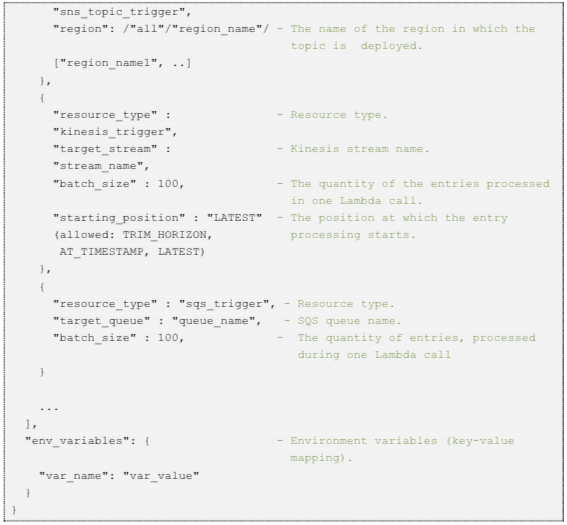 "sns_topic_trigger",
"region": /"all"/"region_name"/ - The name of the region in which the
topic is deployed.
["region_name1", ..]
},
{
"resource_type" : - Resource type.
"kinesis_trigger",
"target_stream" : - Kinesis stream name.
"stream_name",
"batch_size" : 100, - The quantity of the entries processed
in one Lambda call.
"starting_position" : "LATEST" - The position at which the entry
(allowed: TRIM_HORIZON, processing starts.
AT_TIMESTAMP, LATEST)
},
{
"resource_type" : "sqs_trigger", - Resource type.
"target_queue" : "queue_name", - SQS queue name.
"batch_size" : 100, - The quantity of entries, processed
during one Lambda call
}
...
],
"env_variables": { - Environment variables (key-value
mapping).
"var_name": "var_value"
}
}